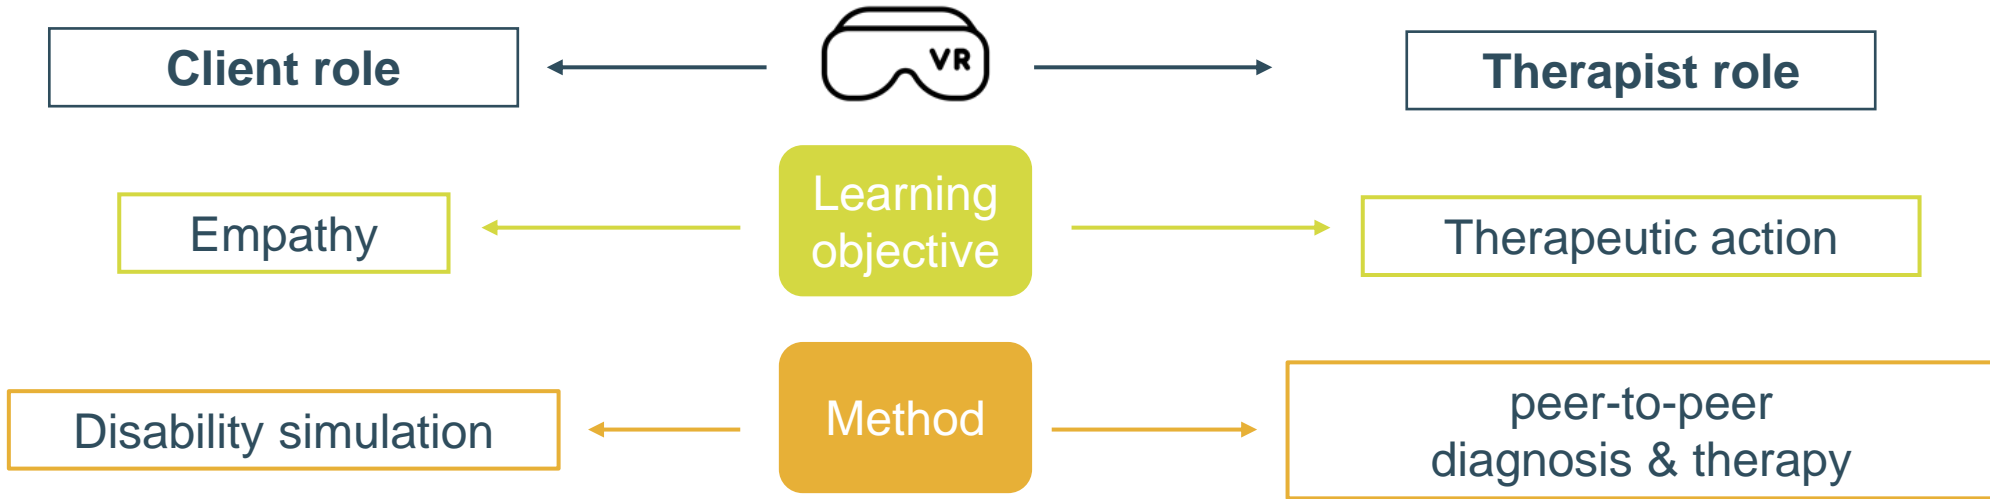 Client role
VR
Therapist role
Empathy
Learning
objective
Therapeutic action
Disability simulation
Method
peer-to-peer
diagnosis & therapy